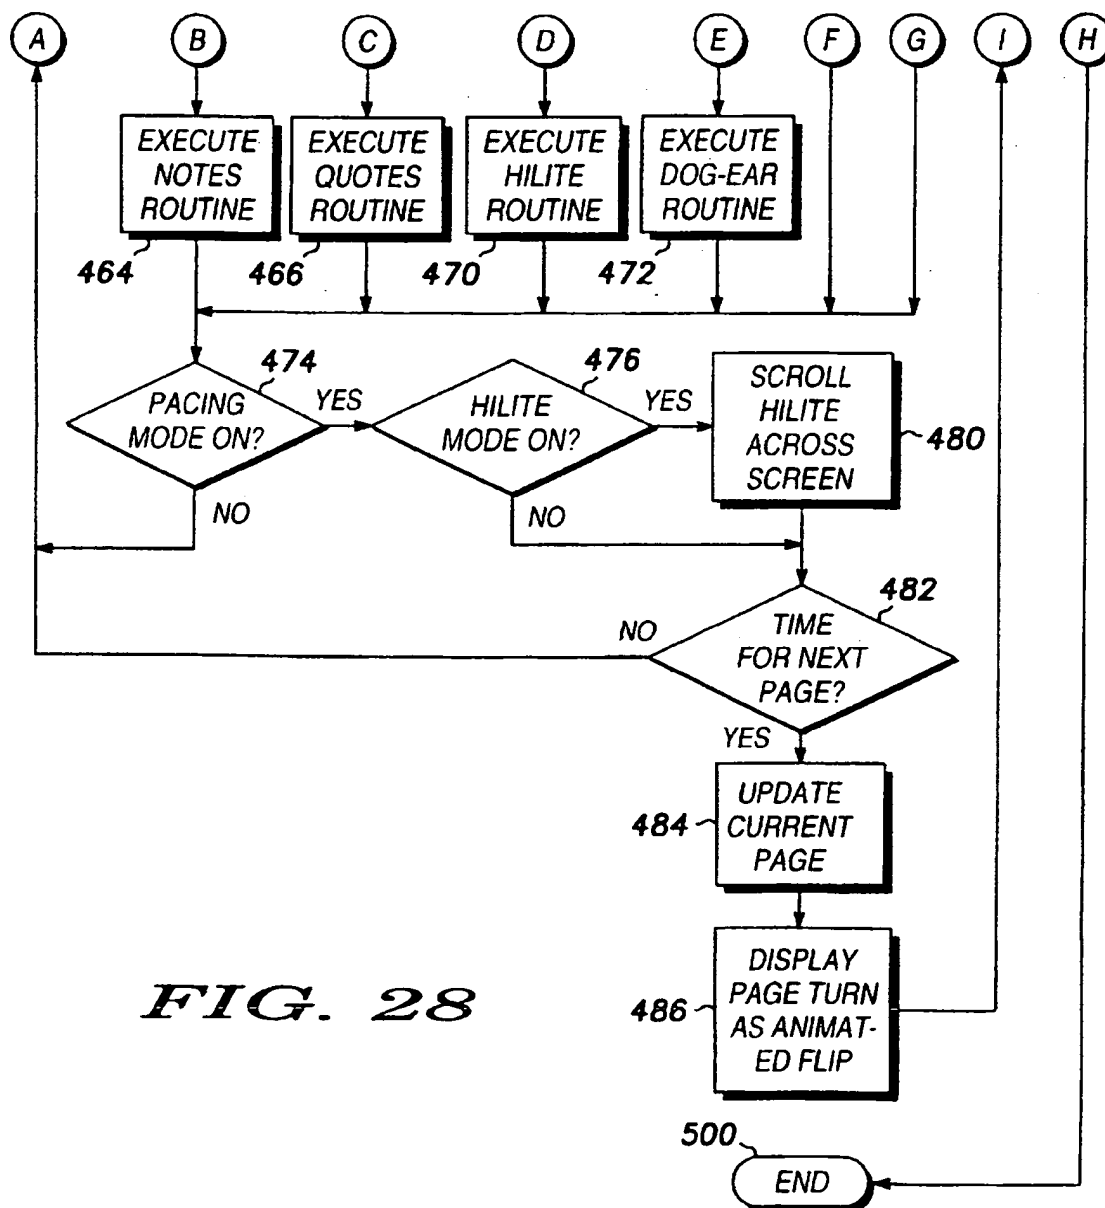 A B C D E F G I H
EXECUTE
NOTES
ROUTINE
464
EXECUTE
QUOTES
ROUTINE
466
EXECUTE
HILITE
ROUTINE
470
EXECUTE
DOG-EAR
ROUTINE
472
PACING
MODE ON?
474
YES
NO
HILITE
MODE ON?
476
YES
NO
SCROLL
HILITE
ACROSS
SCREEN
480
TIME
FOR NEXT
PAGE?
482
NO
YES
UPDATE
CURRENT
PAGE
484
DISPLAY
PAGE TURN
AS ANIMAT-
ED FLIP
486
FIG. 28
500
END